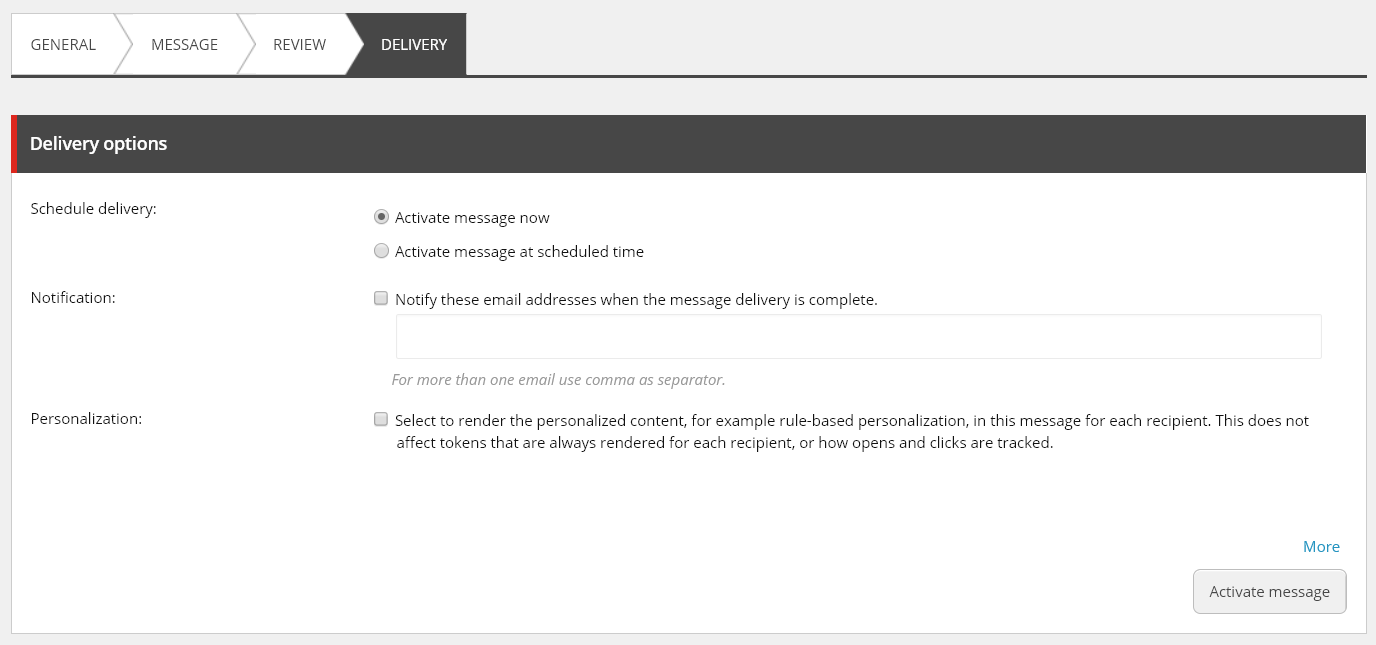 GENERAL
MESSAGE
REVIEW
DELIVERY
Delivery options
Schedule delivery:
Activate message now
Activate message at scheduled time
Notification:
Notify these email addresses when the message delivery is complete.
For more than one email use comma as separator.
Personalization:
Select to render the personalized content, for example rule-based personalization, in this message for each recipient. This does not
affect tokens that are always rendered for each recipient, or how opens and clicks are tracked.
More
Activate message